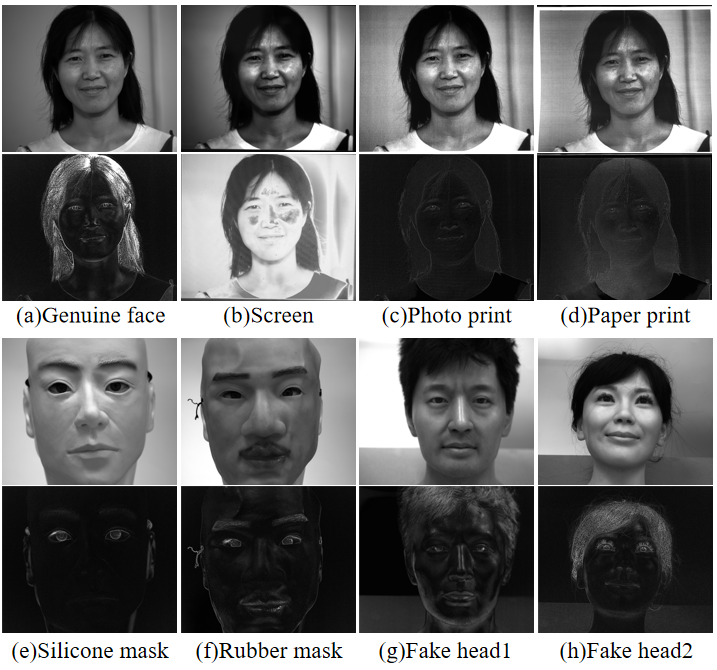 (a)Genuine face (b)Screen (c)Photo print (d)Paper print
(e)Silicone mask (f)Rubber mask (g)Fake head1 (h)Fake head2